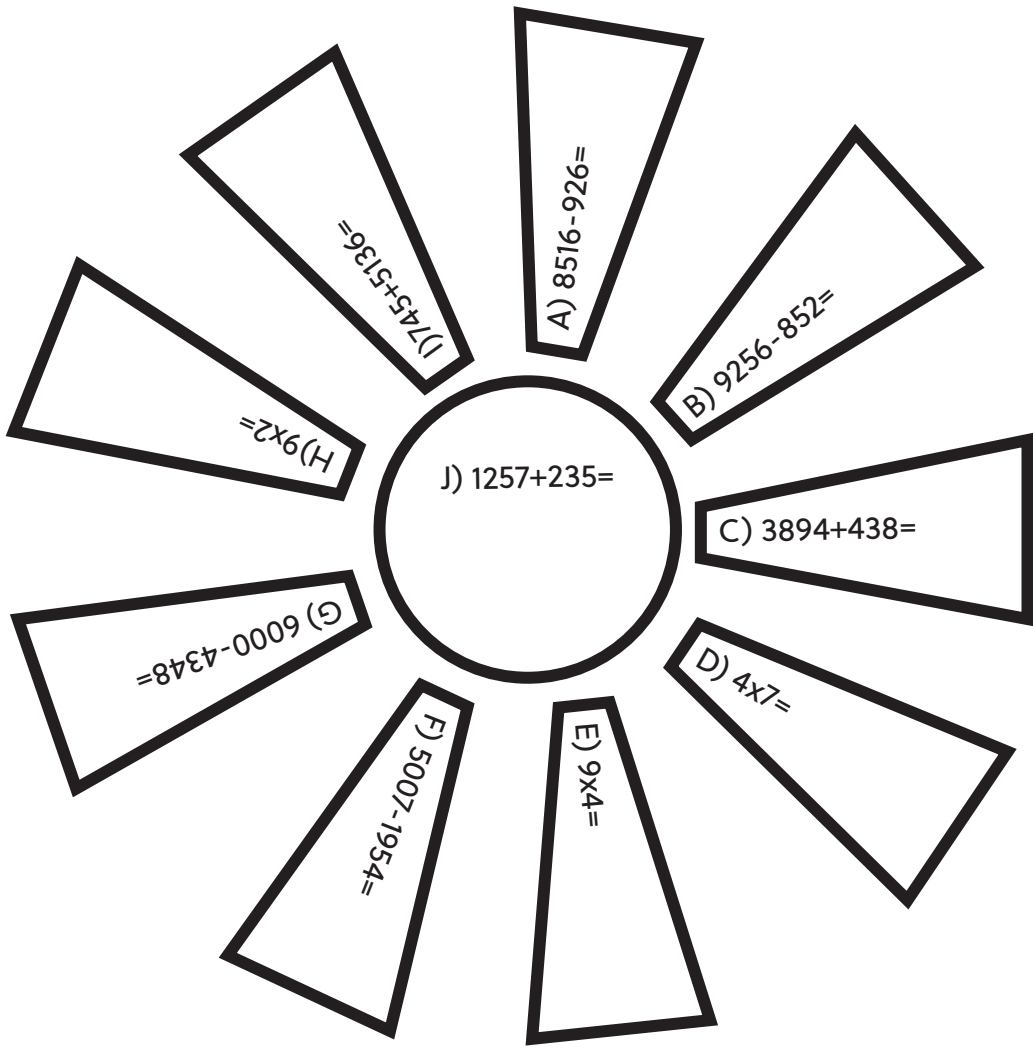 A) 8516-926=
B) 9256-852=
C) 3894+438=
D) 4x7=
E) 9x4=
F) 5007-1954=
G) 6000-4348=
H)9x2=
I)745+5136=
J) 1257+235=